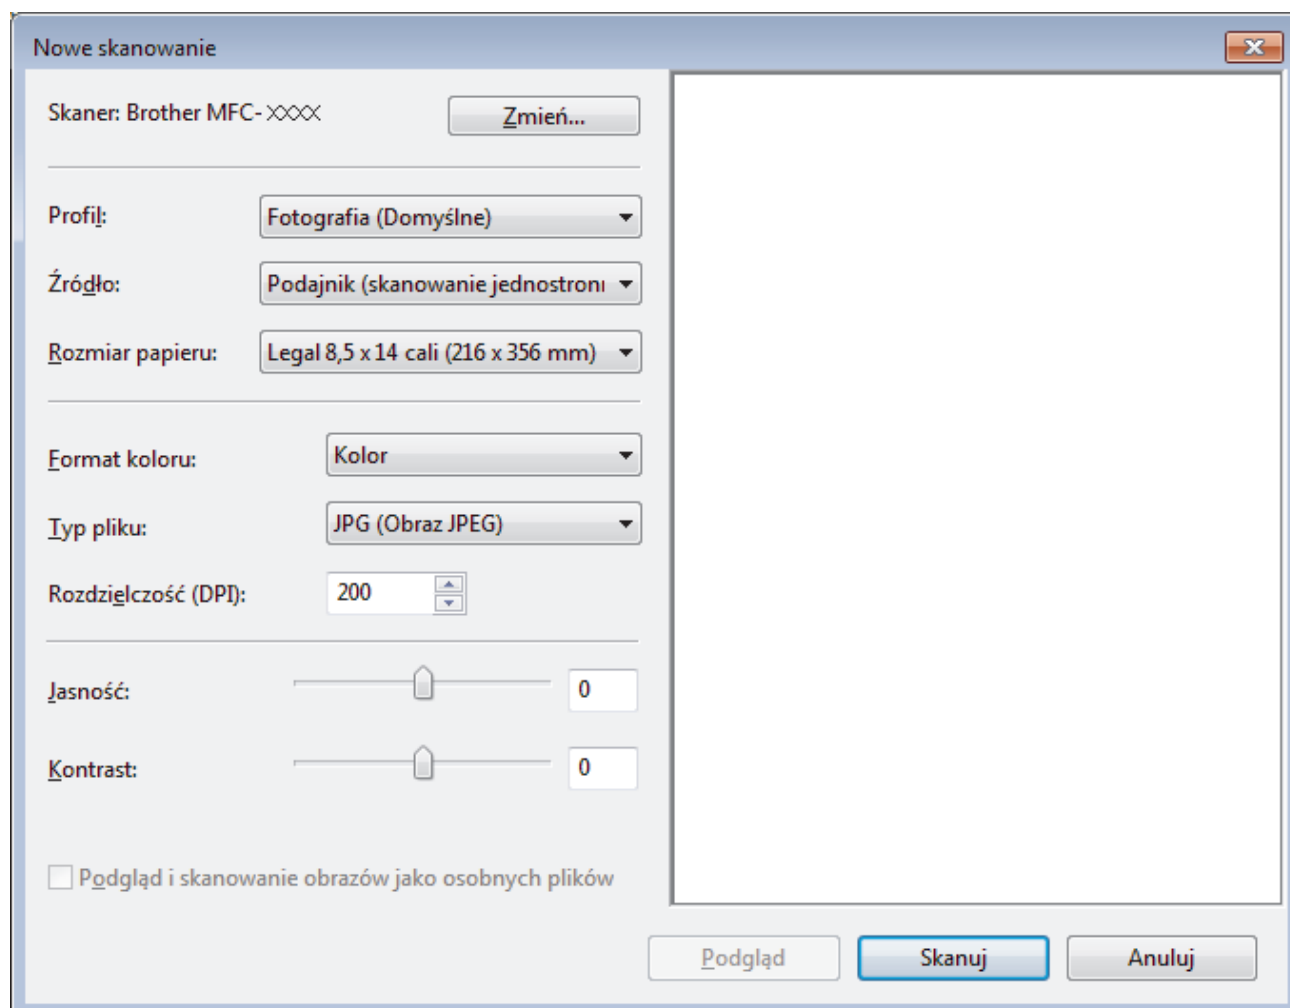 Nowe skanowanie
Skaner: Brother MFC-XXXX
Zmień...
Profil:
Fotografia (Domyślne)
Źródło:
Podajnik (skanowanie
Rozmiar papieru:
Legal 8,5 x 14 cali (216 x 356 mm)
Format koloru:
Kolor
Typ pliku:
JPG (Obraz JPEG)
Rozdzielczość (DPI):
200
Jasność:
0
Kontrast:
0
Podgląd i skanowanie obrazów jako osobnych plików
Podgląd
Skanuj
Anuluj